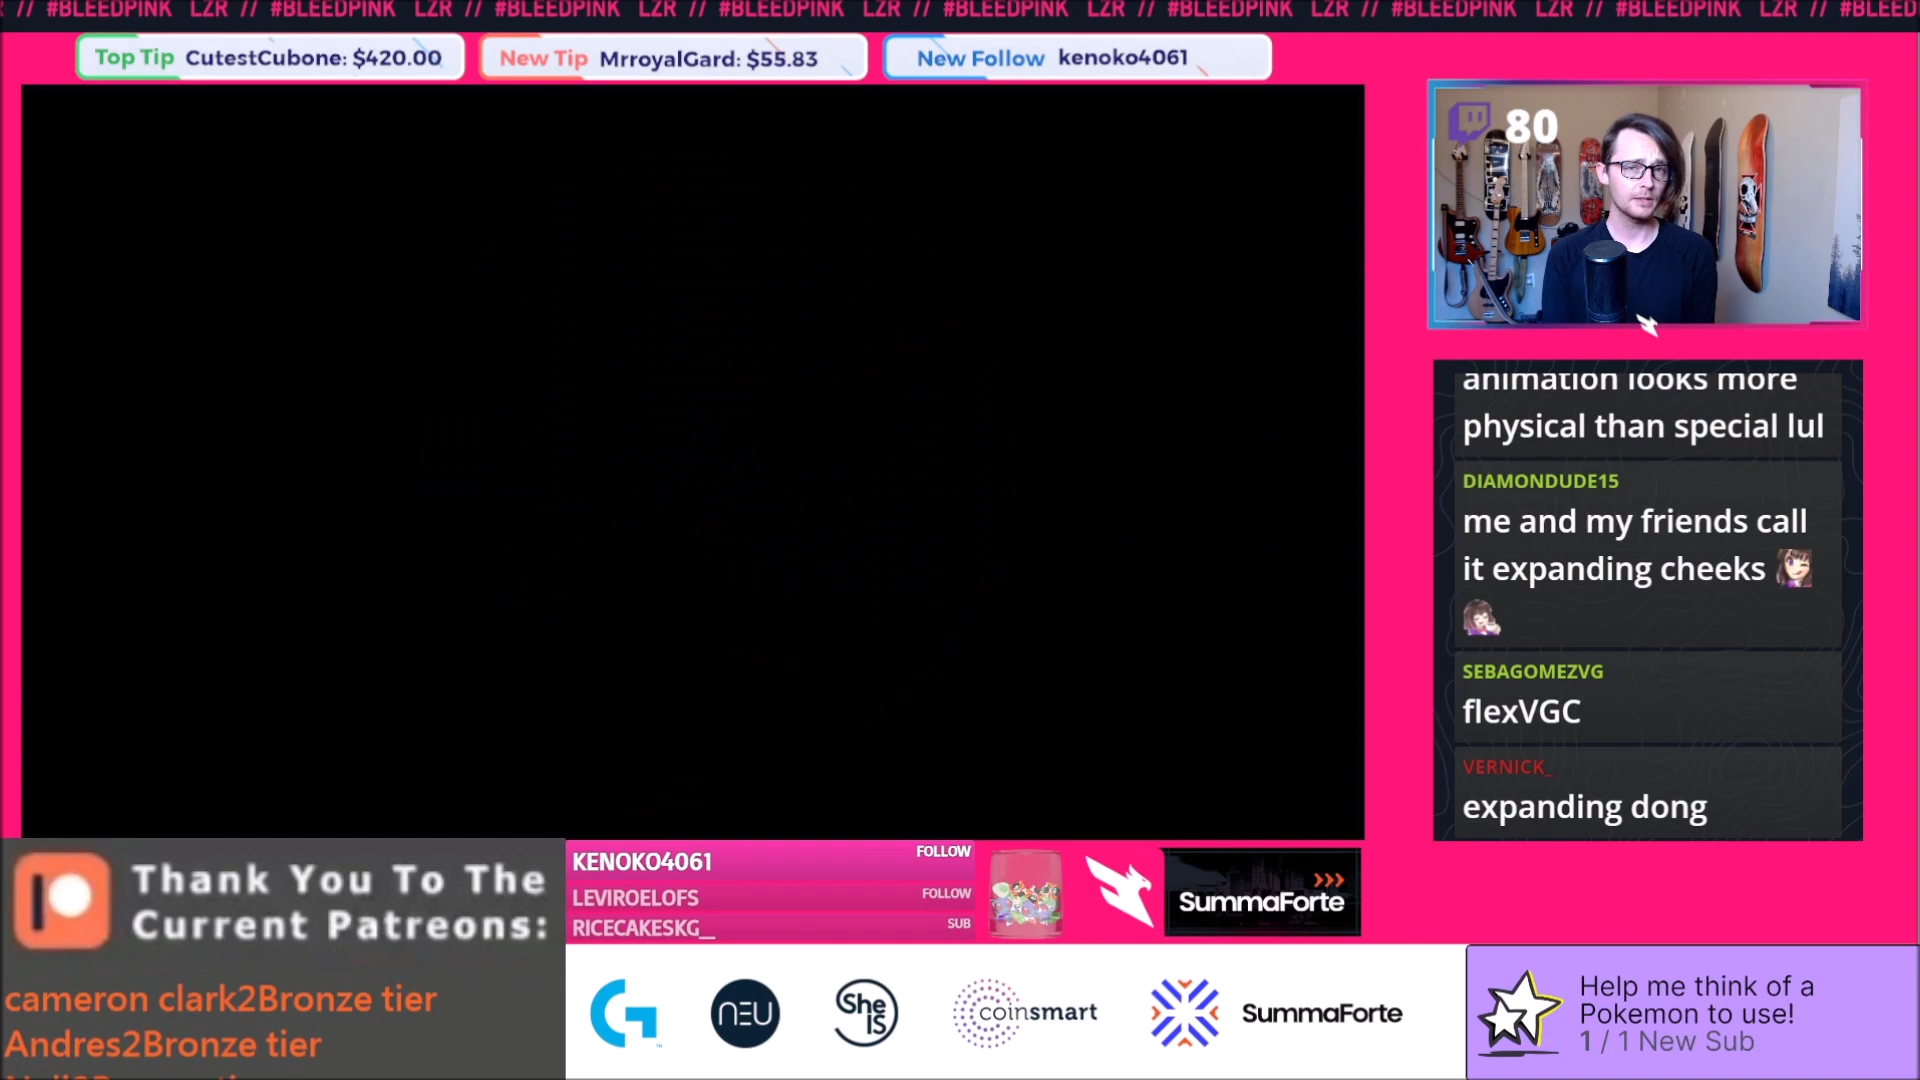 // #BLEEDPINK LZR // #BLEEDPINK LZR // #BLEEDPINK LZR // #BLEEDPINK LZR // #BLEEDPINK LZR // #BLEEDPINK LZR // #BLEEDPINK LZR // #BLEEDPINK LZR // #BLEED
Top Tip CutestCubone: $420.00
New Tip MrroyalGard: $55.83
New Follow kenoko4061
80
animation looks more
physical than special lul
DIAMONDUDE15
me and my friends call
it expanding cheeks
SEBAGOMEZVG
flexVGC
VERNICK_
expanding dong
Thank You To The
Current Patreons:
cameron clark2Bronze tier
Andres2Bronze tier
KENOKO4061 FOLLOW
LEVIROELOFS FOLLOW
RICECAKESKG__ SUB
SummaForte
G
NEU
She
IS
coinsmart
SummaForte
Help me think of a
Pokemon to use!
1 / 1 New Sub